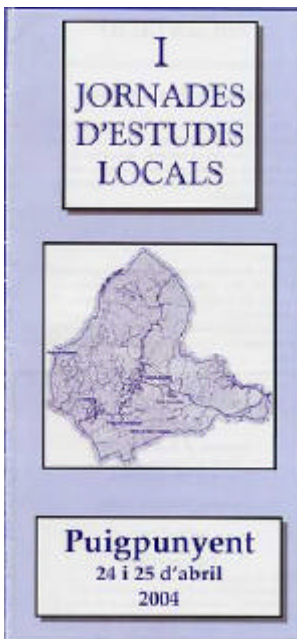 I
JORNADES
D'ESTUDIS
LOCALS
Puigpunyent
24 i 25 d'abril
2004